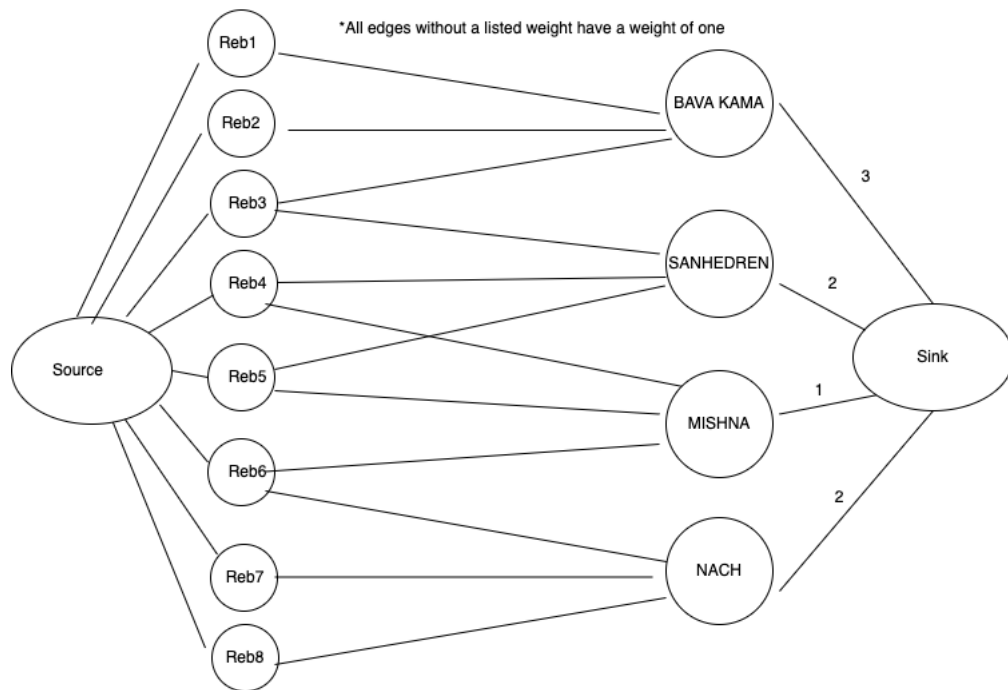 *All edges without a listed weight have a weight of one
Reb1
Reb2
Reb3
Reb4
Reb5
Reb6
Reb7
Reb8
Source
BAVA KAMA
SANHEDREN
MISHNA
NACH
3
2
1
2
Sink